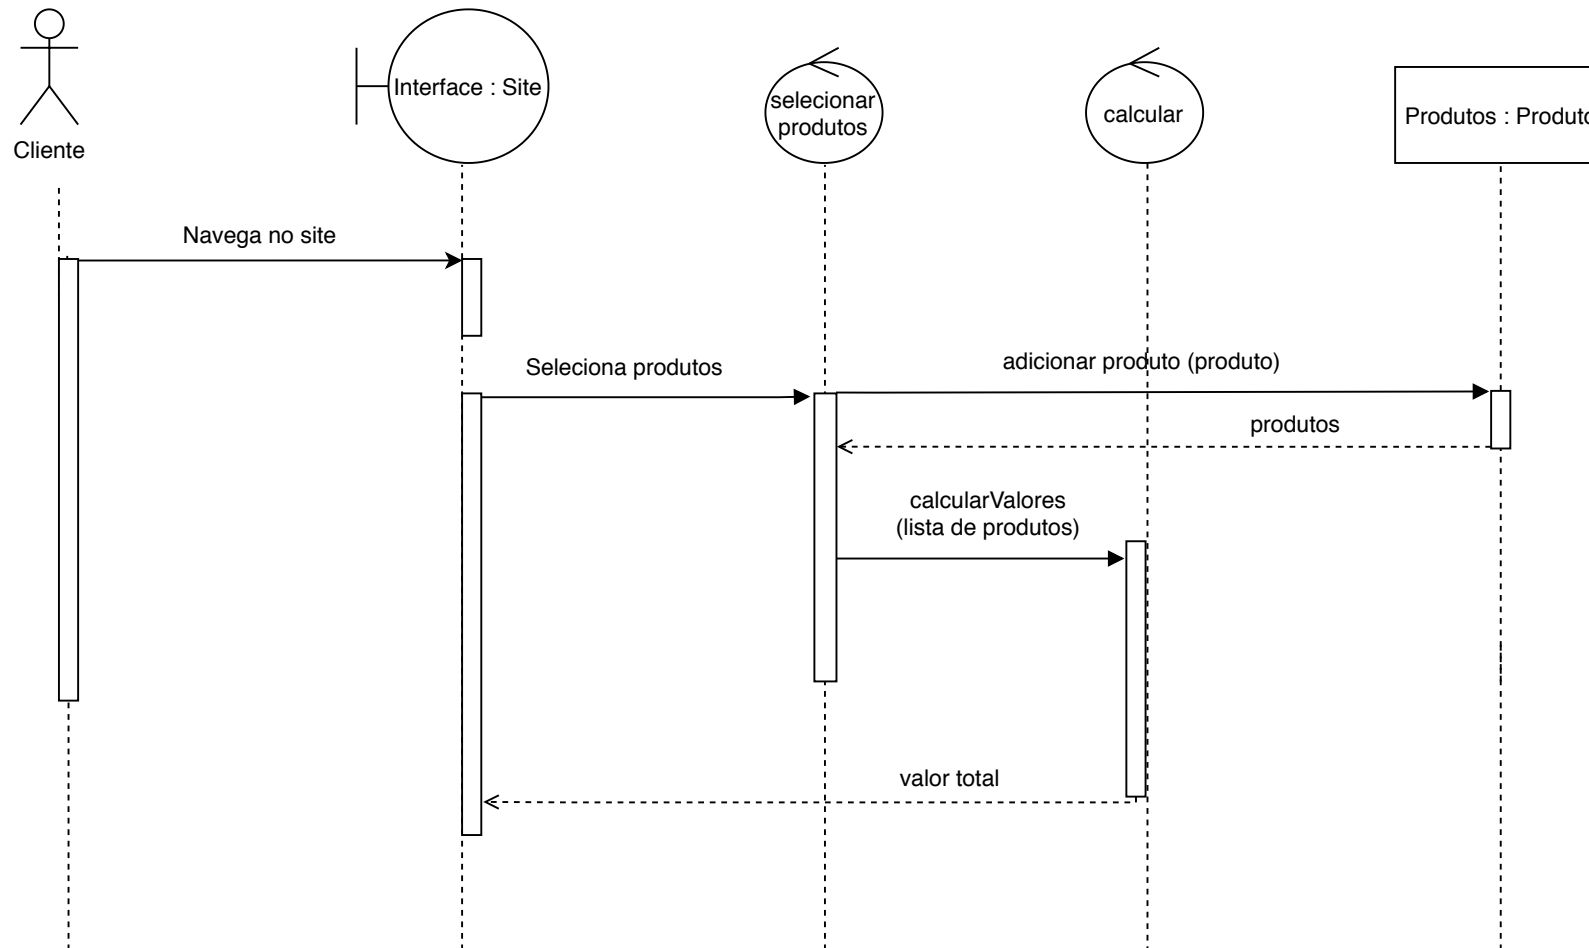 Cliente
Interface : Site
selecionar
produtos
calcular
Produtos : Produto
Navega no site
Seleciona produtos
adicionar produto (produto)
produtos
calcularValores
(lista de produtos)
valor total